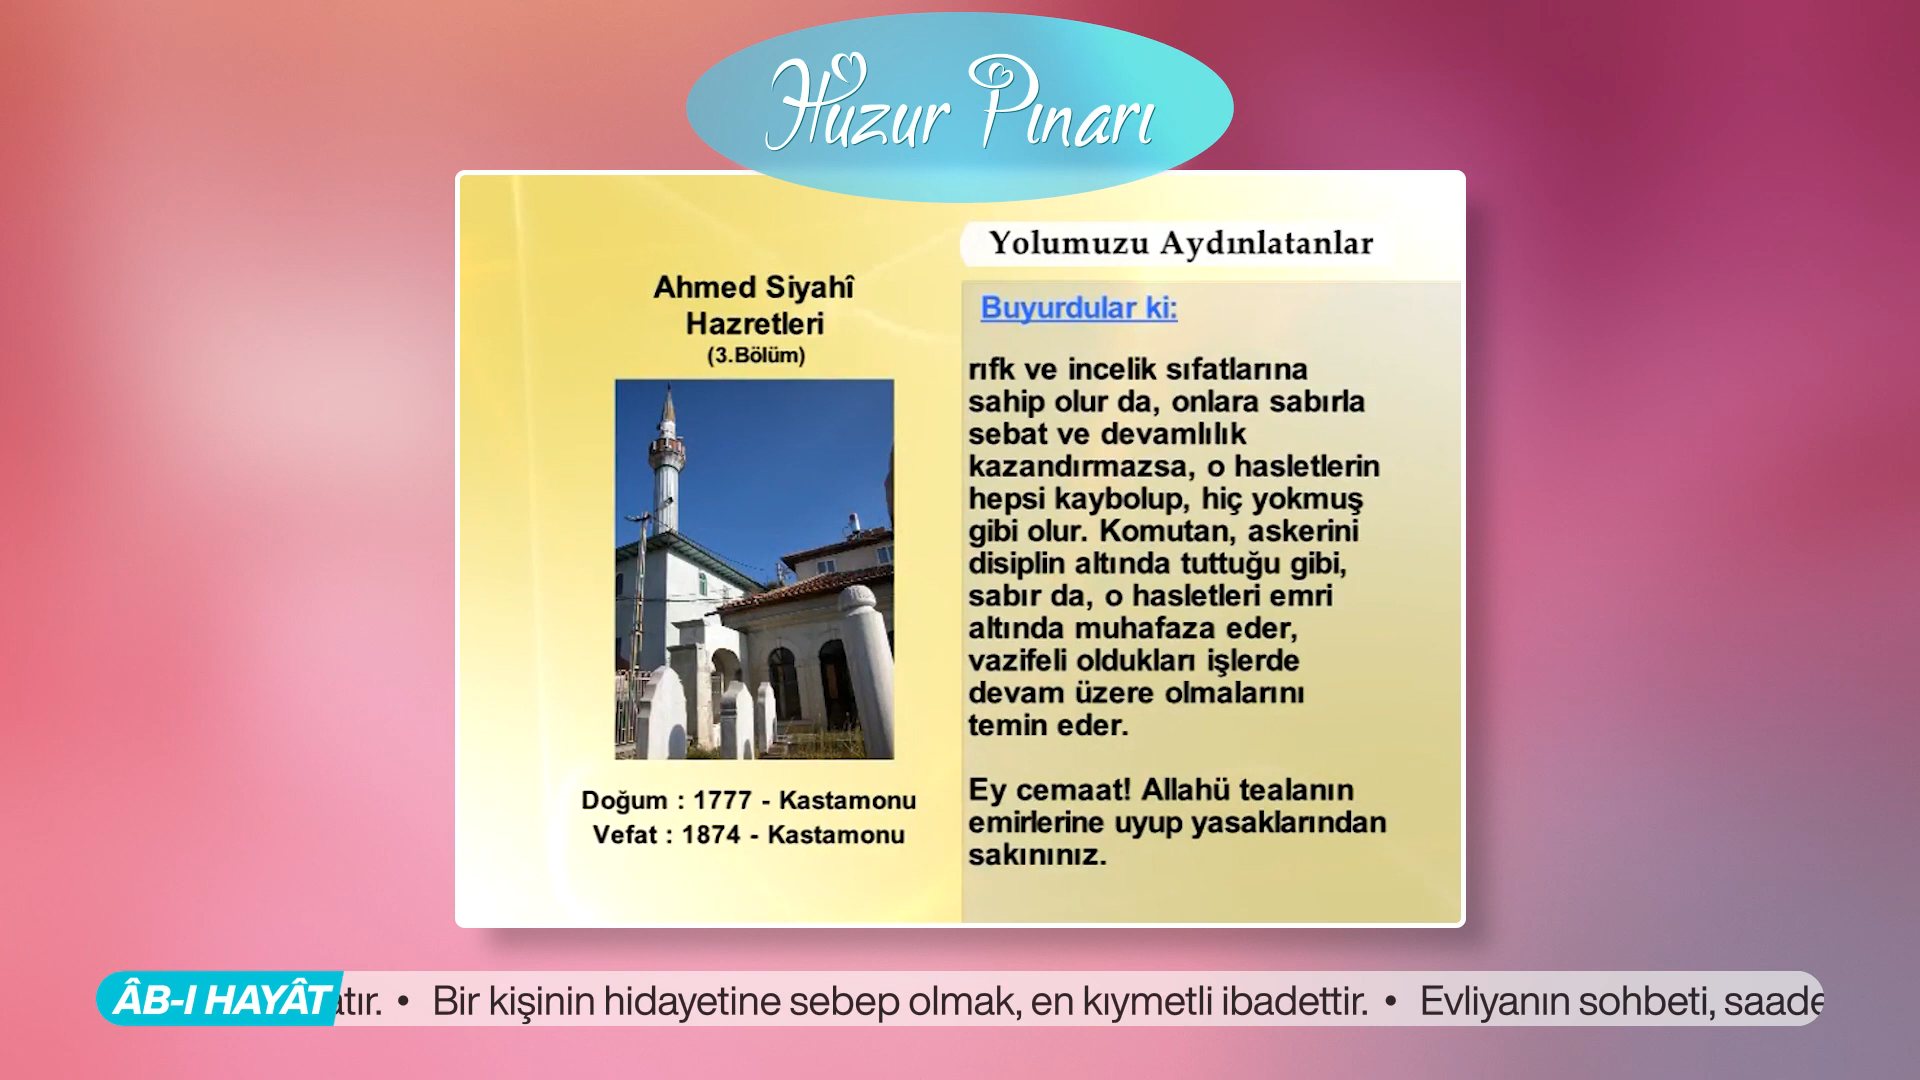 Huzur Pınarı
Yolumuzu Aydınlatanlar
Ahmed Siyahî
Hazretleri
(3.Bölüm)
Doğum : 1777 - Kastamonu
Vefat : 1874 - Kastamonu
Buyurdular ki:
rıfk ve incelik sıfatlarına
sahip olur da, onlara sabırla
sebat ve devamlılık
kazandırmazsa, o hasletlerin
hepsi kaybolup, hiç yokmuş
gibi olur. Komutan, askerini
disiplin altında tuttuğu gibi,
sabır da, o hasletleri emri
altında muhafaza eder,
vazifeli oldukları işlerde
devam üzere olmalarını
temin eder.
Ey cemaat! Allahü tealanın
emirlerine uyup yasaklarından
sakınınız.
ÂB-I HAYÂT
tır. • Bir kişinin hidayetine sebep olmak, en kıymetli ibadettir. • Evliyanın sohbeti,